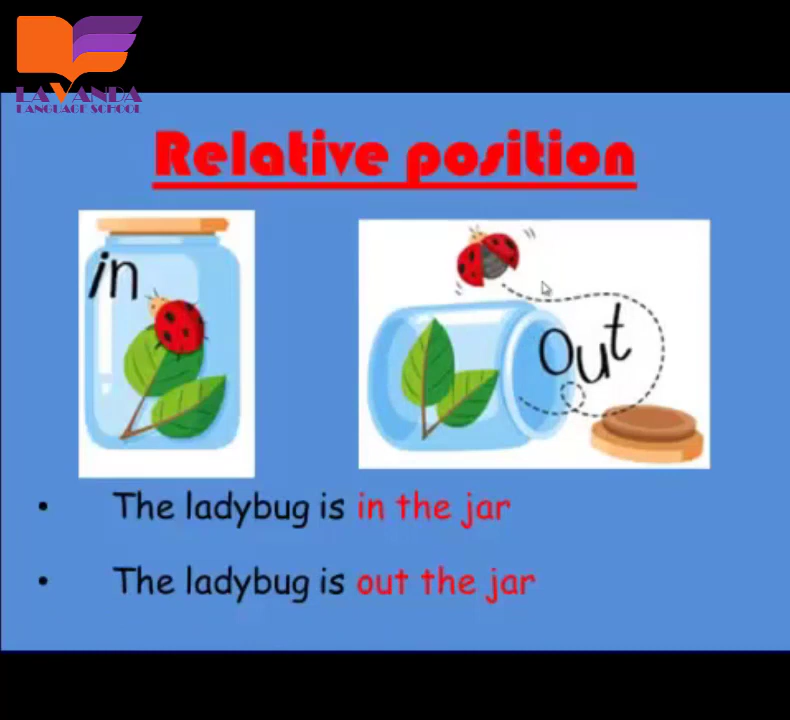 LAVANDA
LANGUAGE SCHOOL
Relative position
in
out
• The ladybug is in the jar
• The ladybug is out the jar